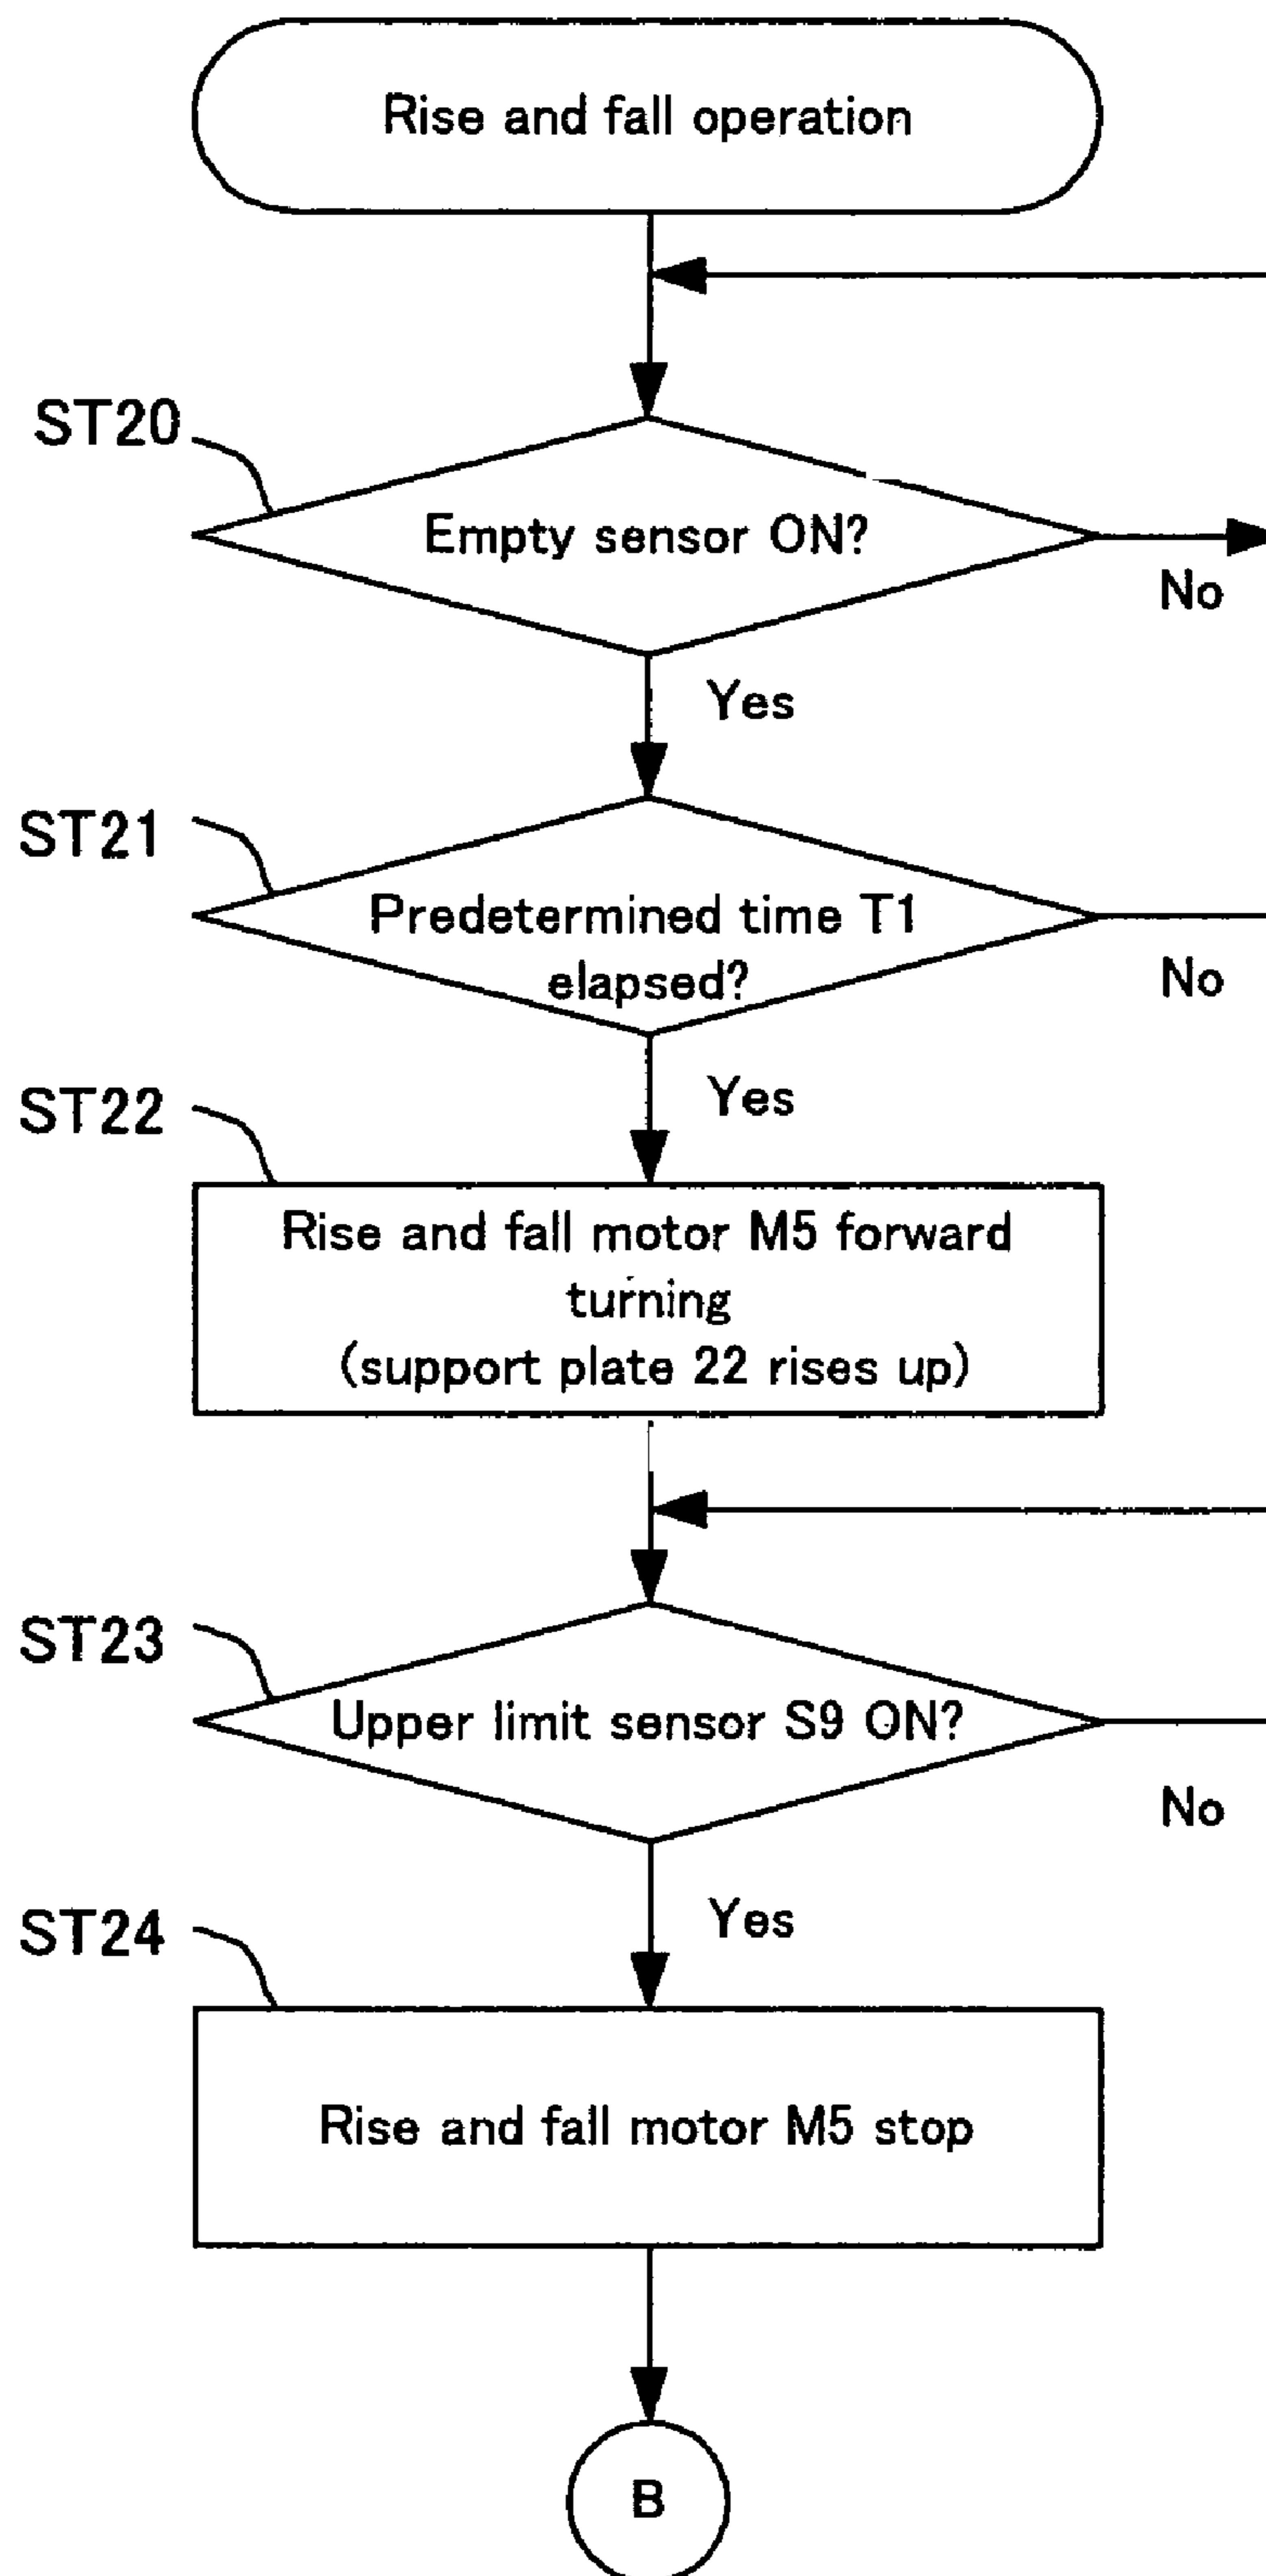 Rise and fall operation
ST20
Empty sensor ON?
No
Yes
ST21
Predetermined time T1
elapsed?
No
Yes
ST22
Rise and fall motor M5 forward
turning
(support plate 22 rises up)
ST23
Upper limit sensor S9 ON?
No
Yes
ST24
Rise and fall motor M5 stop
B